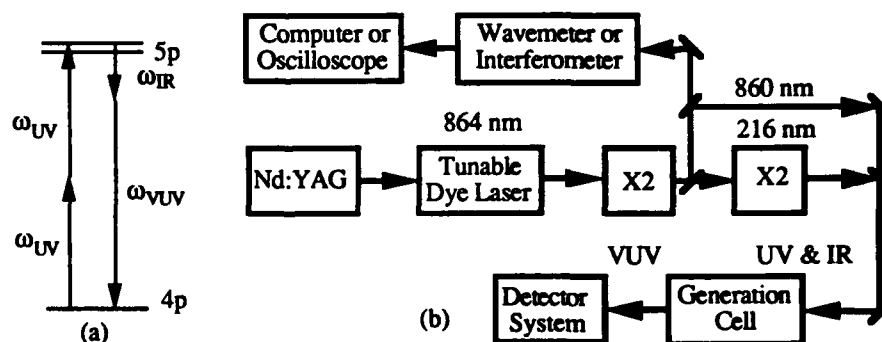 5p
ω_IR
ω_UV
ω_VUV
ω_UV
4p
(a)
Computer or
Oscilloscope
Wavemeter or
Interferometer
860 nm
864 nm
216 nm
Nd:YAG
Tunable
Dye Laser
X2
X2
VUV
UV & IR
(b)
Detector
System
Generation
Cell